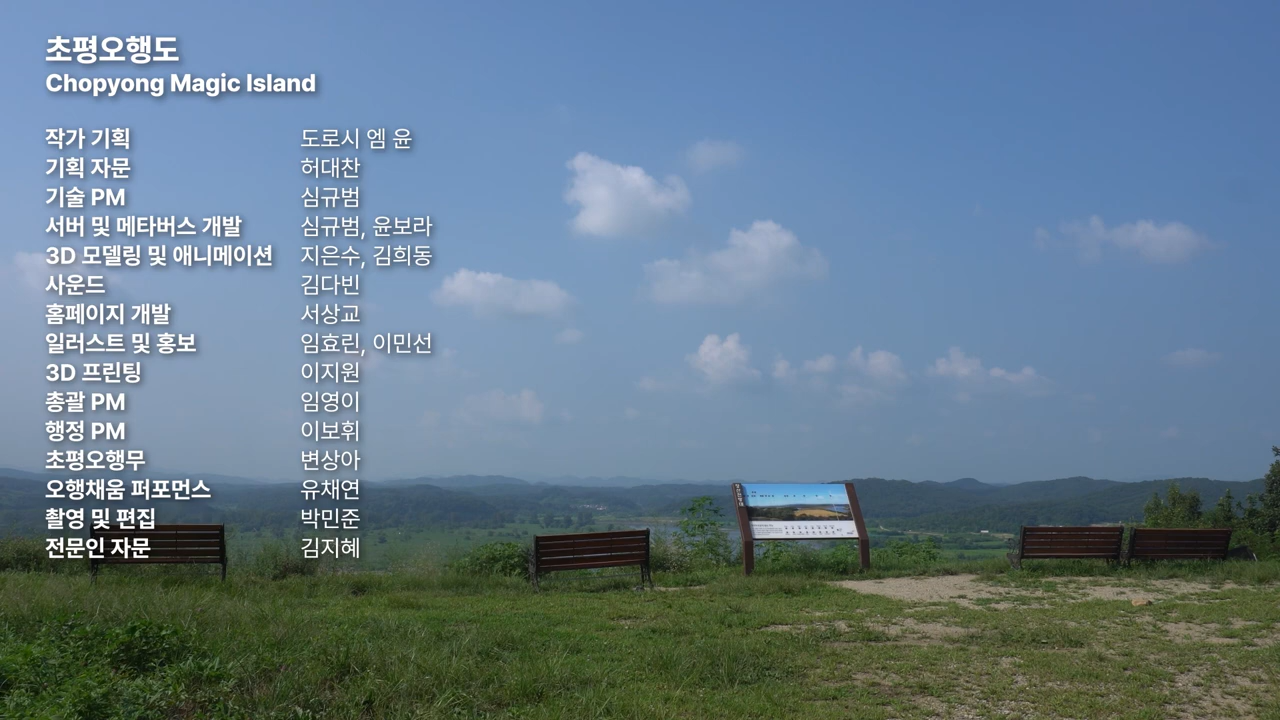 초평오행도
Chopyong Magic Island
작가 기획 도로시 엠 윤
기획 자문 허대찬
기술 PM 심규범
서버 및 메타버스 개발 심규범, 윤보라
3D 모델링 및 애니메이션 지은수, 김희동
사운드 김다빈
홈페이지 개발 서상교
일러스트 및 홍보 임효린, 이민선
3D 프린팅 이지원
총괄 PM 임영이
행정 PM 이보휘
초평오행무 변상아
오행채움 퍼포먼스 유채연
촬영 및 편집 박민준
전문인 자문 김지혜